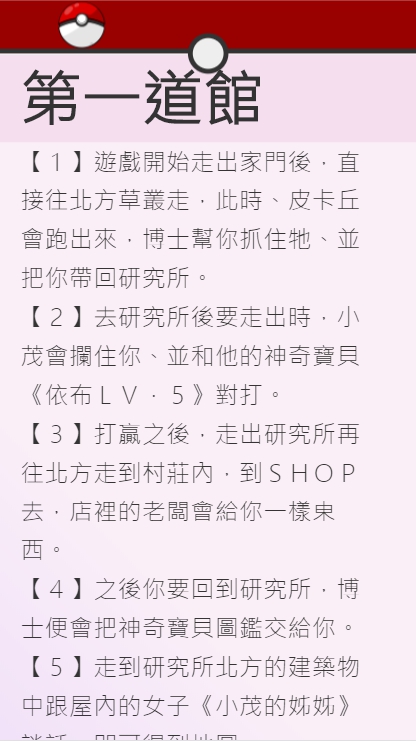 第一道館
【１】遊戲開始走出家門後，直
接往北方草叢走，此時、皮卡丘
會跑出來，博士幫你抓住牠、並
把你帶回研究所。
【２】去研究所後要走出時，小
茂會攔住你、並和他的神奇寶貝
《依布ＬＶ．５》對打。
【３】打贏之後，走出研究所再
往北方走到村莊內，到ＳＨＯＰ
去，店裡的老闆會給你一樣東
西。
【４】之後你要回到研究所，博
士便會把神奇寶貝圖鑑交給你。
【５】走到研究所北方的建築物
中跟屋內的女子《小茂的姊姊》